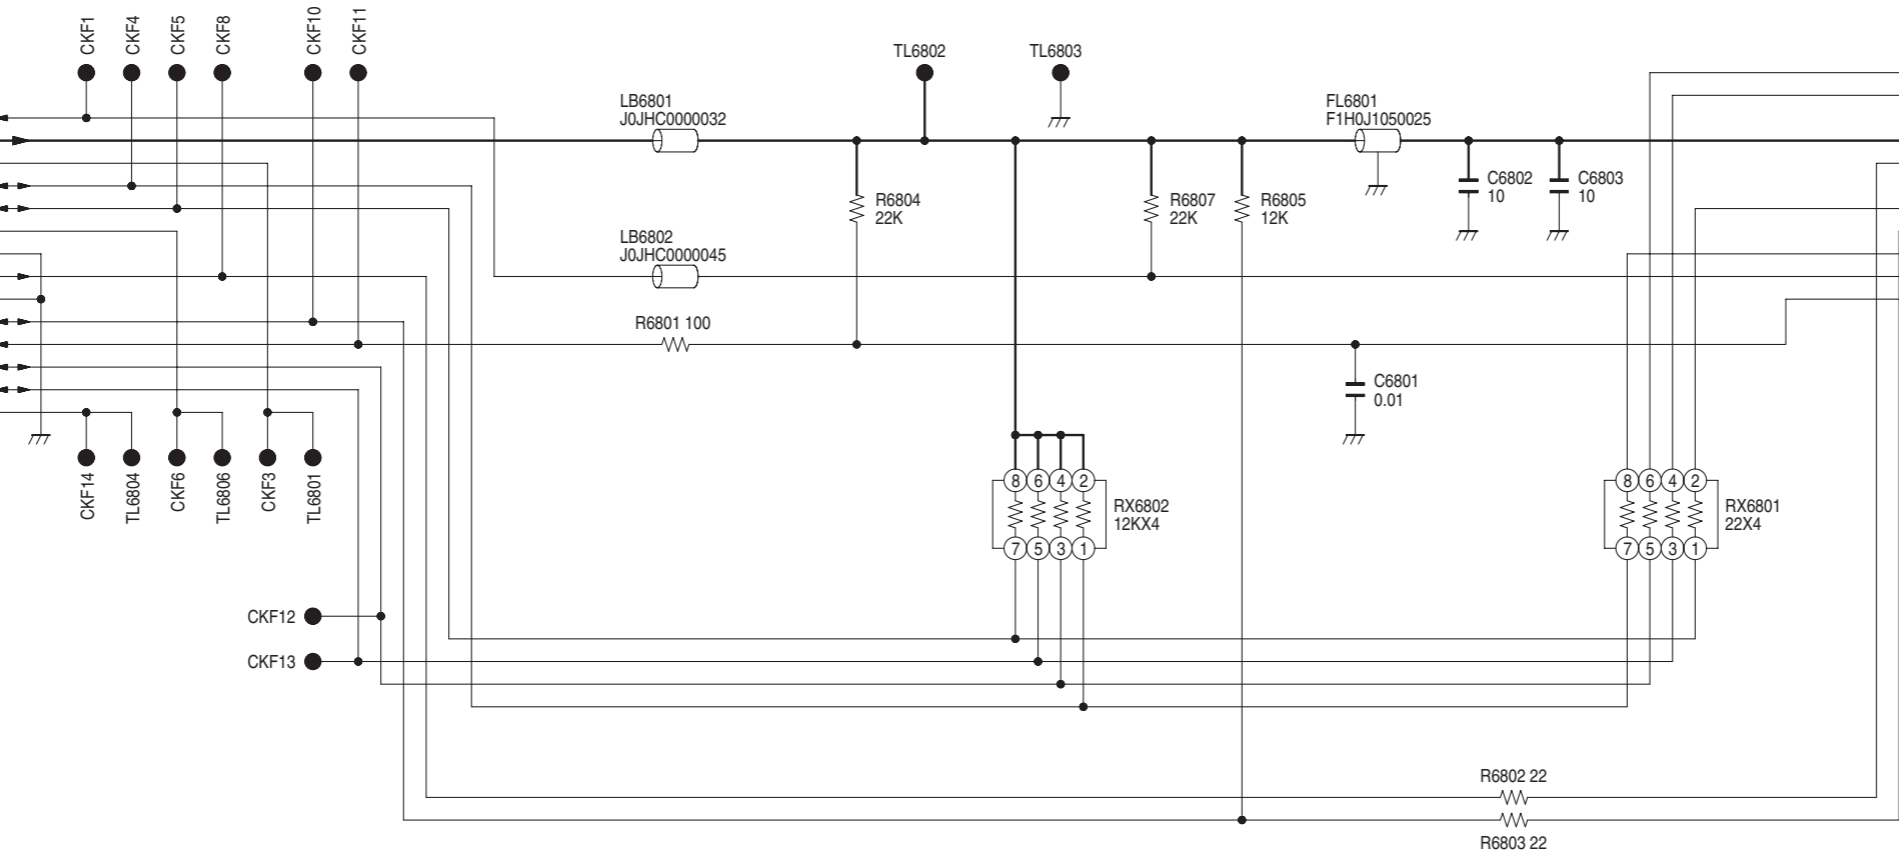 CKF1
CKF4
CKF5
CKF8
CKF10
CKF11
TL6802
TL6803
LB6801
J0JHC0000032
FL6801
F1H0J1050025
R6804
22K
R6807
22K
R6805
12K
C6802
10
C6803
10
LB6802
J0JHC0000045
R6801 100
C6801
0.01
CKF14
TL6804
CKF6
TL6806
CKF3
TL6801
8 6 4 2
RX6802
12KX4
7 5 3 1
8 6 4 2
RX6801
22X4
7 5 3 1
CKF12
CKF13
R6802 22
R6803 22